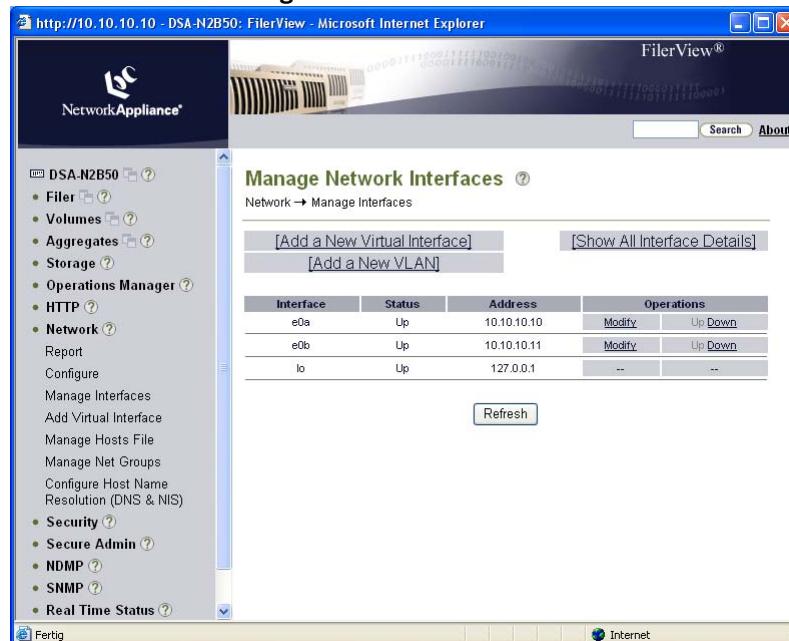 http://10.10.10.10 - DSA-N2B50: FilerView - Microsoft Internet Explorer
NetworkAppliance®
FilerView®
Search
About
DSA-N2B50
Filer
Volumes
Aggregates
Storage
Operations Manager
HTTP
Network
Report
Configure
Manage Interfaces
Add Virtual Interface
Manage Hosts File
Manage Net Groups
Configure Host Name
Resolution (DNS & NIS)
Security
Secure Admin
NDMP
SNMP
Real Time Status
Manage Network Interfaces
Network → Manage Interfaces
[Add a New Virtual Interface] [Show All Interface Details]
[Add a New VLAN]
Interface Status Address Operations
e0a Up 10.10.10.10 Modify Up Down
e0b Up 10.10.10.11 Modify Up Down
lo Up 127.0.0.1 -- --
Refresh
Fertig
Internet